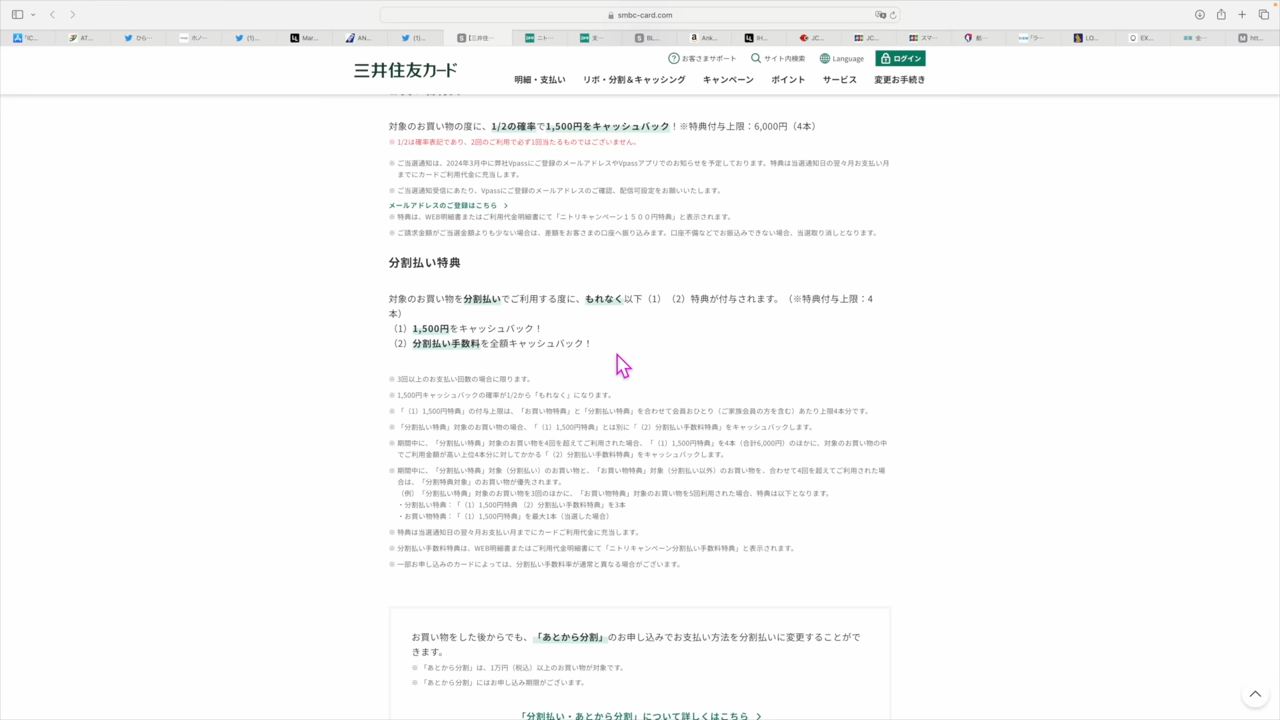 smbc-card.com
三井住友カード
お客さまサポート
サイト内検索
Language
ログイン
明細・支払い
リボ・分割&キャッシング
キャンペーン
ポイント
サービス
変更お手続き
対象のお買い物の度に、1/2の確率で1,500円をキャッシュバック！※特典付与上限：6,000円（4本）
※ 1/2は確率表記であり、2回のご利用で必ず1回当たるものではございません。
※ ご当選通知は、2024年3月中に弊社Vpassにご登録のメールアドレスやVpassアプリでのお知らせを予定しております。特典は当選通知日の翌々月お支払い月
までにカードご利用代金に充当します。
※ ご当選通知受信にあたり、Vpassにご登録のメールアドレスのご確認、配信可設定をお願いいたします。
メールアドレスのご登録はこちら
※ 特典は、WEB明細書またはご利用代金明細書にて「ニトリキャンペーン１５００円特典」と表示されます。
※ ご請求金額がご当選金額よりも少ない場合は、差額をお客さまの口座へ振り込みます。口座不備などでお振込みできない場合、当選取り消しとなります。
分割払い特典
対象のお買い物を分割払いでご利用する度に、もれなく以下（1）（2）特典が付与されます。（※特典付与上限：4
本）
（1）1,500円をキャッシュバック！
（2）分割払い手数料を全額キャッシュバック！
※ 3回以上のお支払い回数の場合に限ります。
※ 1,500円キャッシュバックの確率が1/2から「もれなく」になります。
※ 「（1）1,500円特典」の付与上限は、「お買い物特典」と「分割払い特典」を合わせて会員おひとり（ご家族会員の方を含む）あたり上限4本分です。
※ 「分割払い特典」対象のお買い物の場合、「（1）1,500円特典」とは別に「（2）分割払い手数料特典」をキャッシュバックします。
※ 期間中に、「分割払い特典」対象のお買い物を4回を超えてご利用された場合、「（1）1,500円特典」を4本（合計6,000円）のほかに、対象のお買い物の中
でご利用金額が高い上位4本分に対してかかる「（2）分割払い手数料特典」をキャッシュバックします。
※ 期間中に、「分割払い特典」対象（分割払い）のお買い物と、「お買い物特典」対象（分割払い以外）のお買い物を、合わせて4回を超えてご利用された場
合は、「分割特典対象」のお買い物が優先されます。
（例）「分割払い特典」対象のお買い物を3回のほかに、「お買い物特典」対象のお買い物を5回利用された場合、特典は以下となります。
・分割払い特典：「（1）1,500円特典 （2）分割払い手数料特典」を3本
・お買い物特典：「（1）1,500円特典」を最大1本（当選した場合）
※ 特典は当選通知日の翌々月お支払い月までにカードご利用代金に充当します。
※ 分割払い手数料特典は、WEB明細書またはご利用代金明細書にて「ニトリキャンペーン分割払い手数料特典」と表示されます。
※ 一部お申し込みのカードによっては、分割払い手数料率が通常と異なる場合がございます。
お買い物をした後からでも、「あとから分割」のお申し込みでお支払い方法を分割払いに変更することがで
きます。
※ 「あとから分割」は、1万円（税込）以上のお買い物が対象です。
※ 「あとから分割」にはお申し込み期限がございます。
「分割払い・あとから分割」について詳しくはこちら